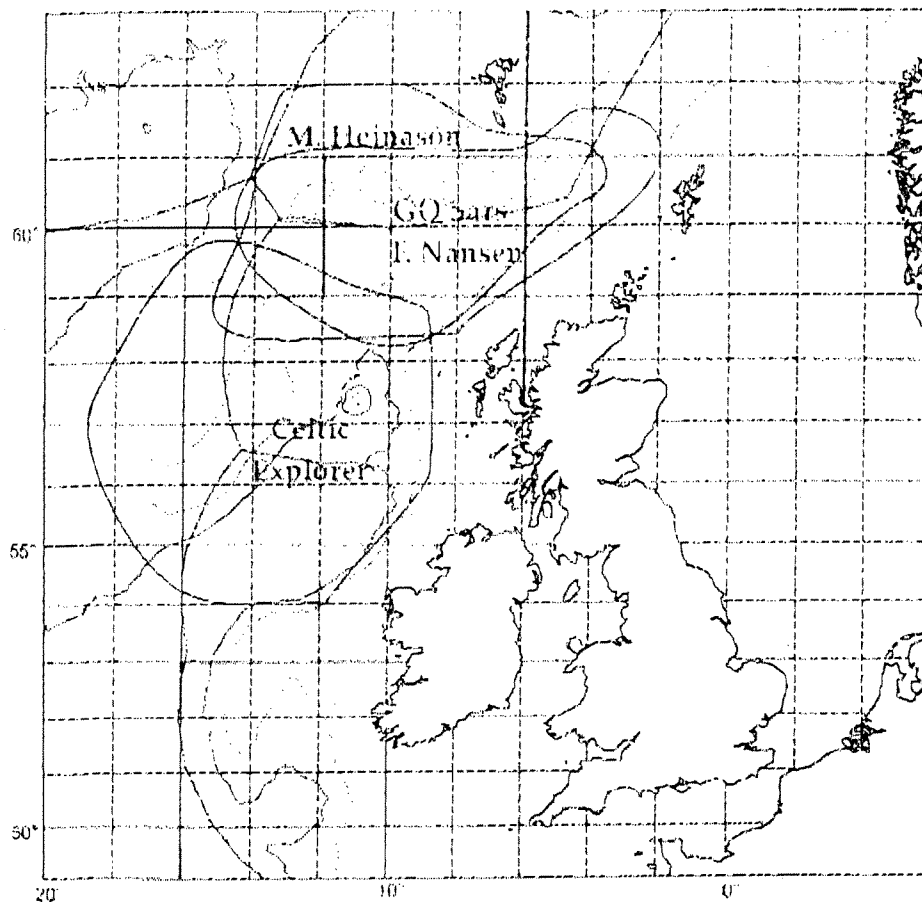 M. Heinason
60°
GO Sars
F. Nansen
Celtic
Explorer
55°
50°
20°
10°
0°